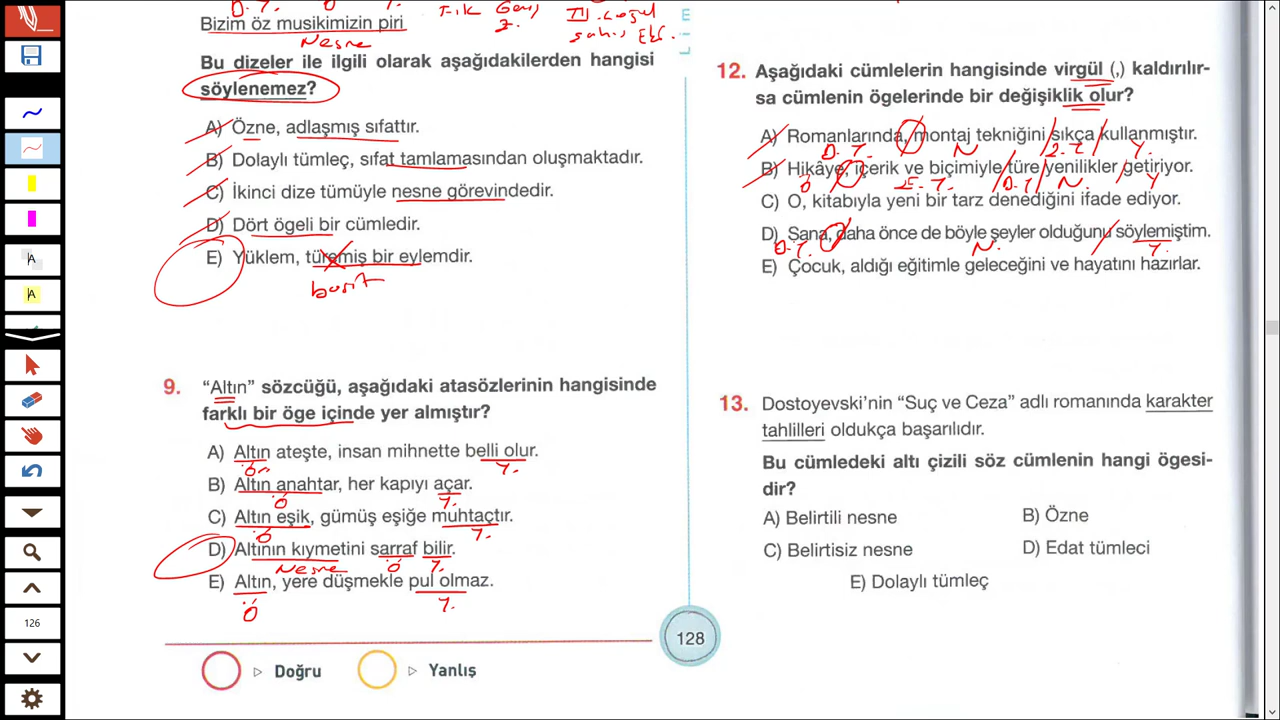 Bizim öz musikimizin piri
Nesne
Bu dizeler ile ilgili olarak aşağıdakilerden hangisi
söylenemez?
A) Özne, adlaşmış sıfattır.
B) Dolaylı tümleç, sıfat tamlamasından oluşmaktadır.
C) İkinci dize tümüyle nesne görevindedir.
D) Dört ögeli bir cümledir.
E) Yüklem, türemiş bir eylemdir.
basit
9. “Altın” sözcüğü, aşağıdaki atasözlerinin hangisinde
farklı bir öge içinde yer almıştır?
A) Altın ateşte, insan mihnette belli olur.
Ö Y.
B) Altın anahtar, her kapıyı açar.
Ö Y.
C) Altın eşik, gümüş eşiğe muhtaçtır.
Ö Y.
D) Altının kıymetini sarraf bilir.
Nesne Ö Y.
E) Altın, yere düşmekle pul olmaz.
Ö Y.
Doğru
Yanlış
LİE
12. Aşağıdaki cümlelerin hangisinde virgül (,) kaldırılır-
sa cümlenin ögelerinde bir değişiklik olur?
A) Romanlarında, montaj tekniğini sıkça kullanmıştır.
D.T. N Z.T Y.
B) Hikâye, içerik ve biçimiyle türe yenilikler getiriyor.
Ö E.T. D.T N. Y
C) O, kitabıyla yeni bir tarz denediğini ifade ediyor.
D) Sana, daha önce de böyle şeyler olduğunu söylemiştim.
D.T. N. Y.
E) Çocuk, aldığı eğitimle geleceğini ve hayatını hazırlar.
13. Dostoyevski’nin “Suç ve Ceza” adlı romanında karakter
tahlilleri oldukça başarılıdır.
Bu cümledeki altı çizili söz cümlenin hangi ögesi-
dir?
A) Belirtili nesne B) Özne
C) Belirtisiz nesne D) Edat tümleci
E) Dolaylı tümleç
128
126
A
A